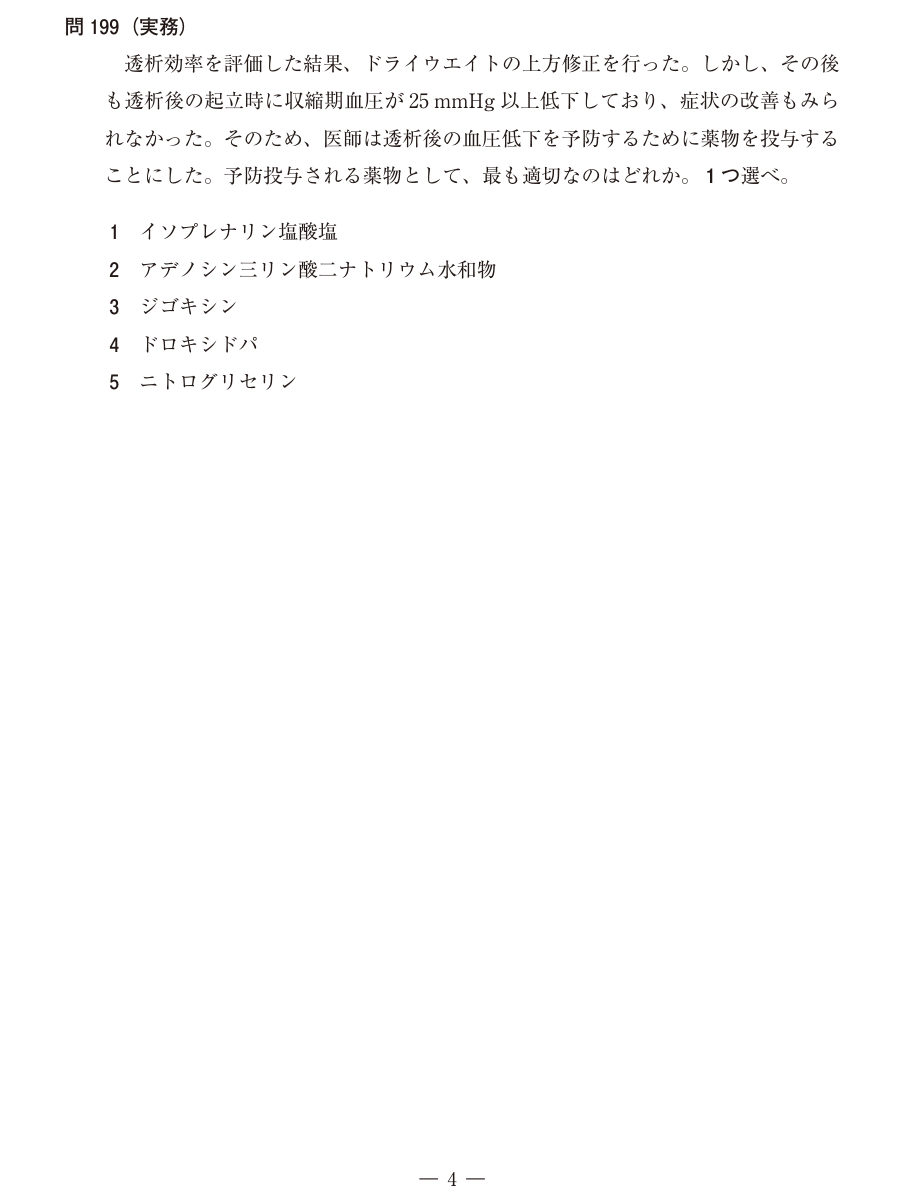 問 199（実務）
透析効率を評価した結果、ドライウエイトの上方修正を行った。しかし、その後
も透析後の起立時に収縮期血圧が 25 mmHg 以上低下しており、症状の改善もみら
れなかった。そのため、医師は透析後の血圧低下を予防するために薬物を投与する
ことにした。予防投与される薬物として、最も適切なのはどれか。1つ選べ。
1 イソプレナリン塩酸塩
2 アデノシン三リン酸二ナトリウム水和物
3 ジゴキシン
4 ドロキシドパ
5 ニトログリセリン
— 4 —